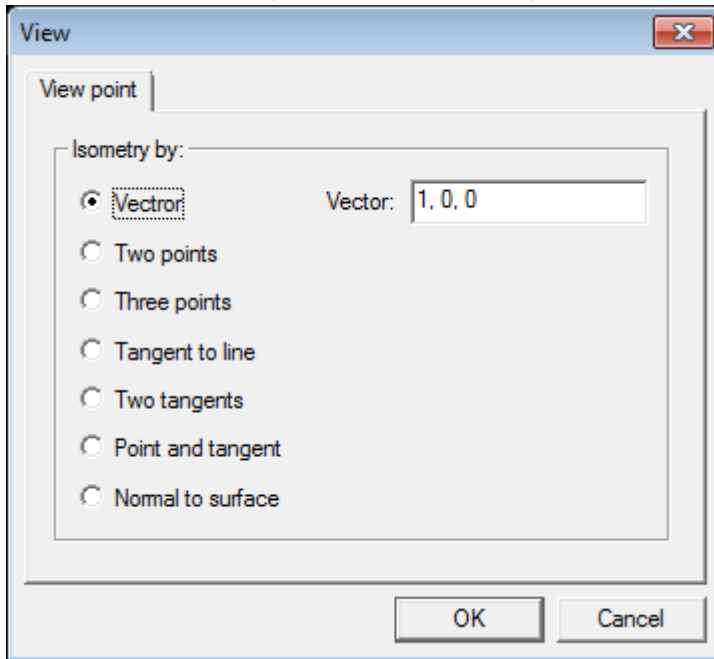 View
View point
Isometry by:
Vectror Vector: 1, 0, 0
Two points
Three points
Tangent to line
Two tangents
Point and tangent
Normal to surface
OK Cancel